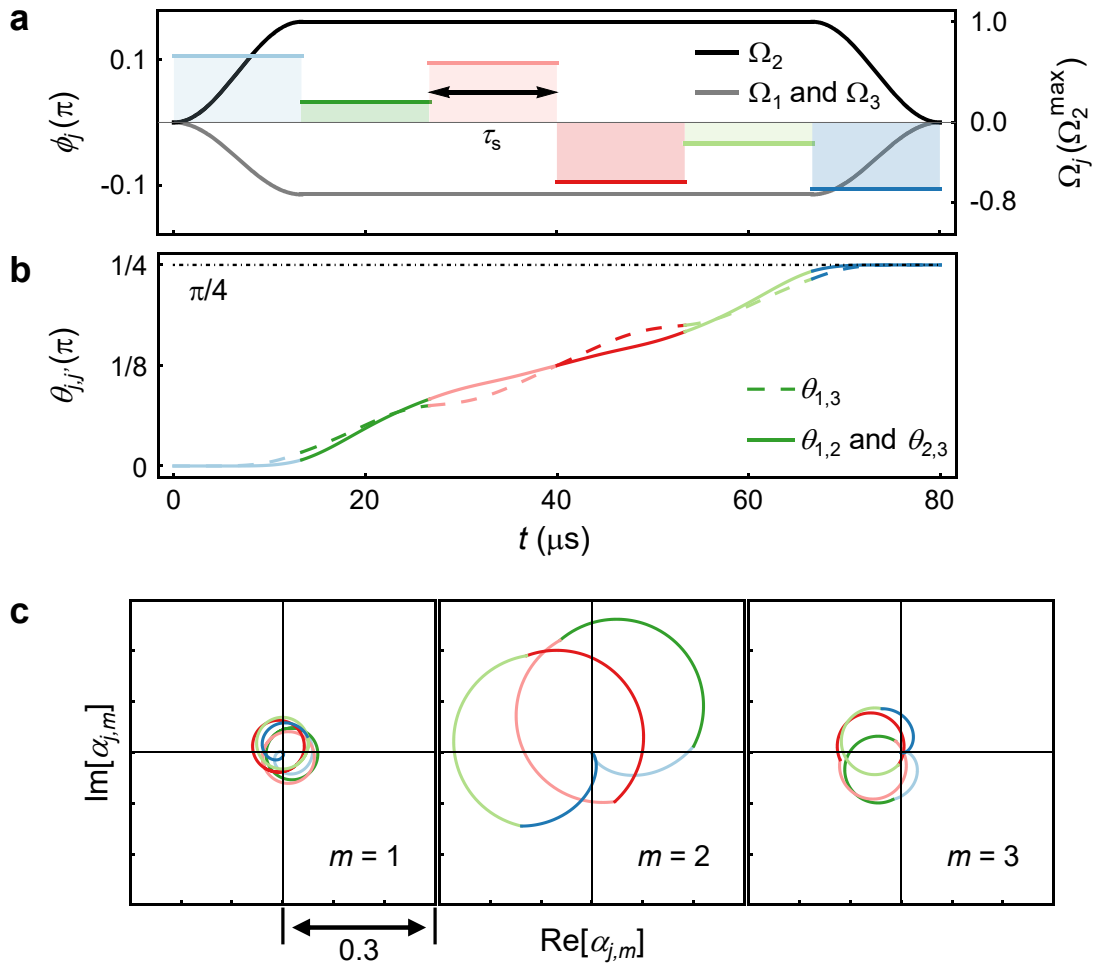 a
ϕj(π)
0.1
-0.1
Ω2
Ω1 and Ω3
τs
1.0
0.0
-0.8
Ωj(Ω2max)
b
θj,j'(π)
1/4
1/8
0
π/4
θ1,3
θ1,2 and θ2,3
0 20 40 60 80
t (μs)
c
Im[αj,m]
m = 1
m = 2
m = 3
0.3
Re[αj,m]